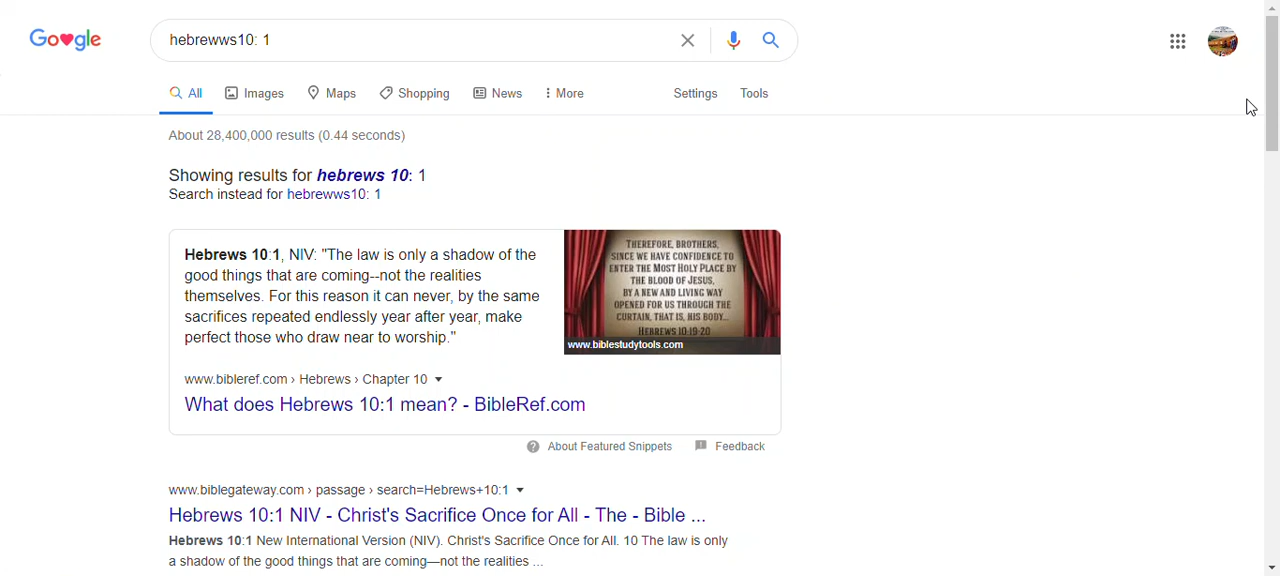 Google
hebrewws10: 1
All Images Maps Shopping News More Settings Tools
About 28,400,000 results (0.44 seconds)
Showing results for hebrews 10: 1
Search instead for hebrewws10: 1
Hebrews 10:1, NIV: "The law is only a shadow of the
good things that are coming--not the realities
themselves. For this reason it can never, by the same
sacrifices repeated endlessly year after year, make
perfect those who draw near to worship."
THEREFORE, BROTHERS,
SINCE WE HAVE CONFIDENCE TO
ENTER THE MOST HOLY PLACE BY
THE BLOOD OF JESUS,
BY A NEW AND LIVING WAY
OPENED FOR US THROUGH THE
CURTAIN, THAT IS, HIS BODY...
HEBREWS 10:19-20
www.biblestudytools.com
www.bibleref.com › Hebrews › Chapter 10
What does Hebrews 10:1 mean? - BibleRef.com
About Featured Snippets Feedback
www.biblegateway.com › passage › search=Hebrews+10:1
Hebrews 10:1 NIV - Christ's Sacrifice Once for All - The - Bible ...
Hebrews 10:1 New International Version (NIV). Christ's Sacrifice Once for All. 10 The law is only
a shadow of the good things that are coming—not the realities ...